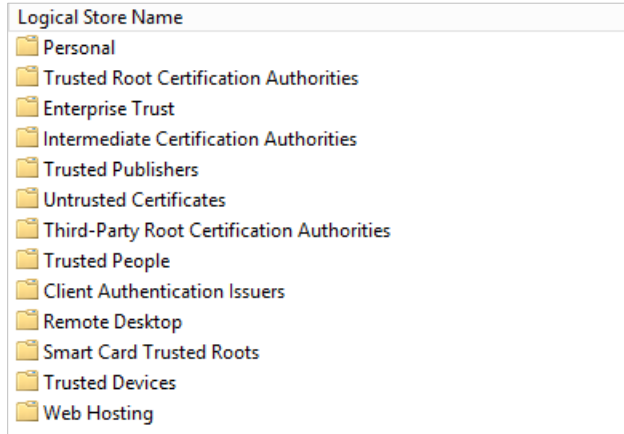 Logical Store Name
Personal
Trusted Root Certification Authorities
Enterprise Trust
Intermediate Certification Authorities
Trusted Publishers
Untrusted Certificates
Third-Party Root Certification Authorities
Trusted People
Client Authentication Issuers
Remote Desktop
Smart Card Trusted Roots
Trusted Devices
Web Hosting